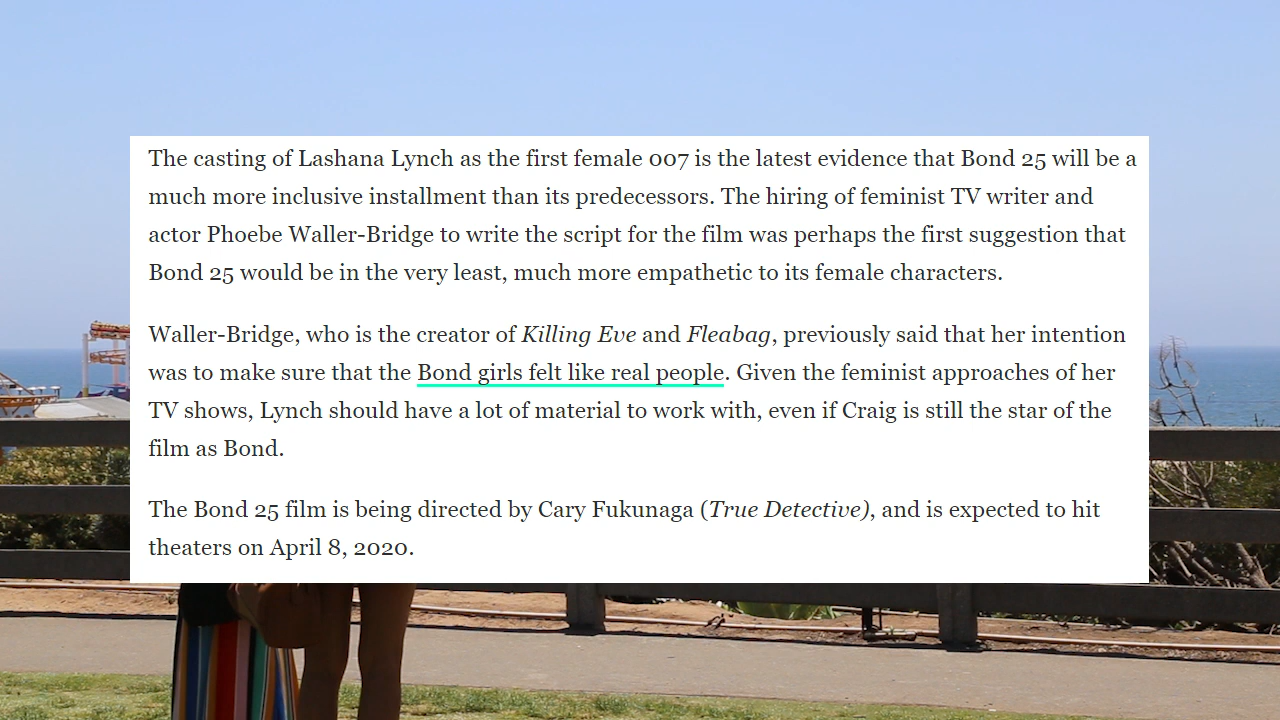 The casting of Lashana Lynch as the first female 007 is the latest evidence that Bond 25 will be a
much more inclusive installment than its predecessors. The hiring of feminist TV writer and
actor Phoebe Waller-Bridge to write the script for the film was perhaps the first suggestion that
Bond 25 would be in the very least, much more empathetic to its female characters.
Waller-Bridge, who is the creator of Killing Eve and Fleabag, previously said that her intention
was to make sure that the Bond girls felt like real people. Given the feminist approaches of her
TV shows, Lynch should have a lot of material to work with, even if Craig is still the star of the
film as Bond.
The Bond 25 film is being directed by Cary Fukunaga (True Detective), and is expected to hit
theaters on April 8, 2020.